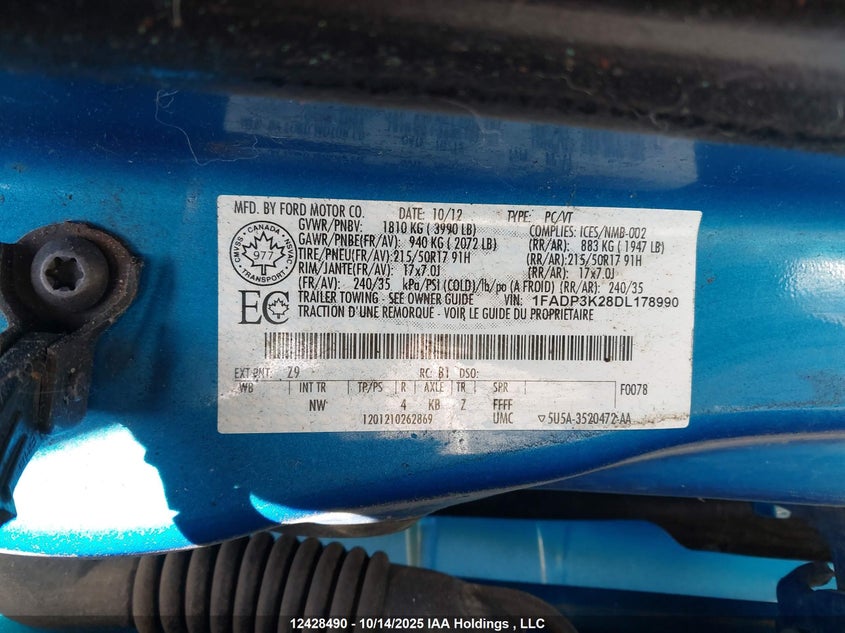 MFD. BY FORD MOTOR CO. DATE: 10/12 TYPE: PC/VT
GVWR/PNBV: 1810 KG ( 3990 LB) COMPLIES: ICES/NMB-002
GAWR/PNBE(FR/AV): 940 KG ( 2072 LB) (RR/AR): 883 KG ( 1947 LB)
TIRE/PNEU(FR/AV): 215/50R17 91H (RR/AR): 215/50R17 91H
RIM/JANTE(FR/AV): 17x7.0J (RR/AR): 17x7.0J
(FR/AV): 240/35 kPa/PSI (COLD)/lb/po (A FROID) (RR/AR): 240/35
TRAILER TOWING - SEE OWNER GUIDE VIN: 1FADP3K28DL178990
TRACTION D'UNE REMORQUE - VOIR LE GUIDE DU PROPRIETAIRE
CMVSS • CANADA • NSVAC
977
TRANSPORT
EC
EXT PNT: Z9 RC: B1 DSO:
WB INT TR TP/PS R AXLE TR SPR F0078
NW 4 KB Z FFFF
1201210262869 UMC 5U5A-3520472-AA
12428490 - 10/14/2025 IAA Holdings , LLC